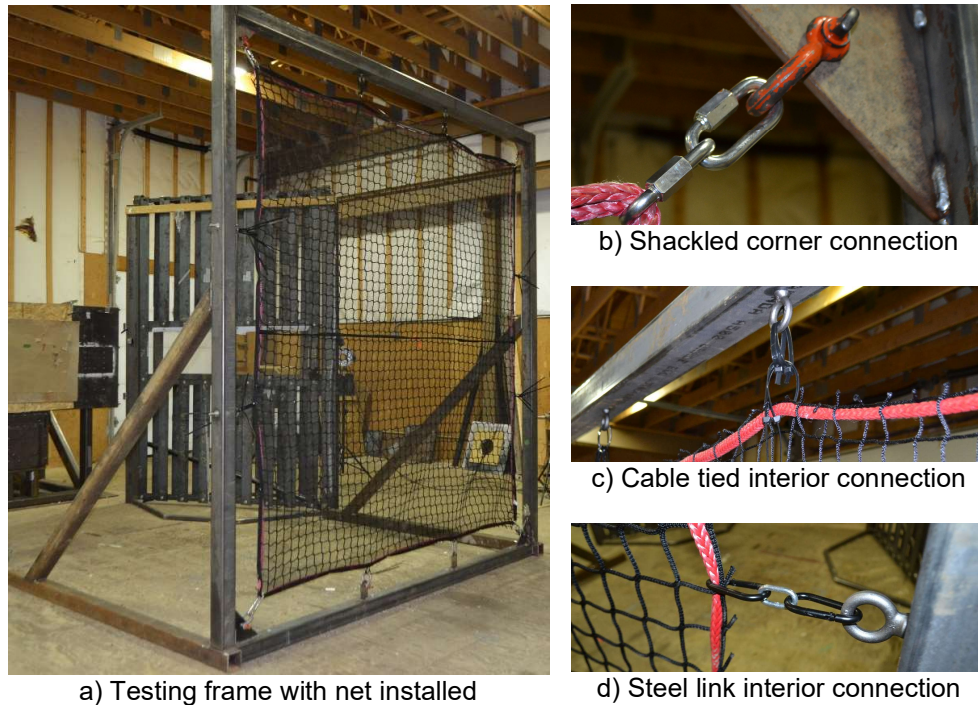 a) Testing frame with net installed
b) Shackled corner connection
c) Cable tied interior connection
d) Steel link interior connection